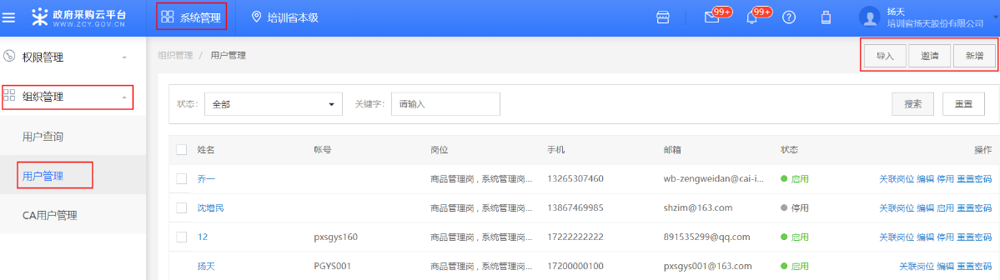 政府采购云平台
WWW.ZCY.GOV.CN
系统管理
培训省本级
99+
99+
扬天
培训省扬天股份有限公司
权限管理
组织管理
用户查询
用户管理
CA用户管理
组织管理 / 用户管理
导入 邀请 新增
状态: 全部 关键字: 请输入 搜索 重置
姓名 帐号 岗位 手机 邮箱 状态 操作
乔一 商品管理岗 , 系统管理岗... 13265307460 wb-zengweidan@cai-i... 启用 关联岗位 编辑 停用 重置密码
沈增民 商品管理岗 , 系统管理岗... 13867469985 shzim@163.com 停用 关联岗位 编辑 启用 重置密码
12 pxsgys160 商品管理岗 , 系统管理岗... 17222222222 891535299@qq.com 启用 关联岗位 编辑 停用 重置密码
扬天 PGYS001 商品管理岗 , 系统管理岗... 17200000100 pxsgys001@163.com 启用 关联岗位 编辑 重置密码